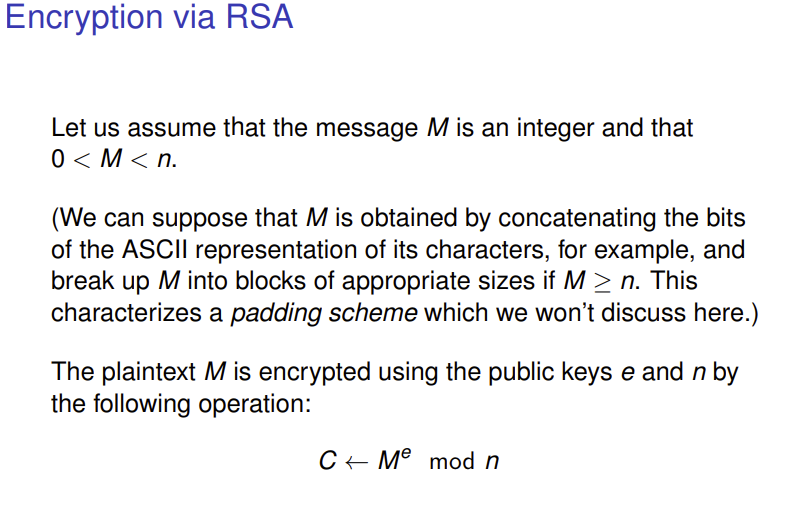 Encryption via RSA
Let us assume that the message M is an integer and that
0 < M < n.
(We can suppose that M is obtained by concatenating the bits
of the ASCII representation of its characters, for example, and
break up M into blocks of appropriate sizes if M ≥ n. This
characterizes a padding scheme which we won't discuss here.)
The plaintext M is encrypted using the public keys e and n by
the following operation:
C ← Mᵉ mod n